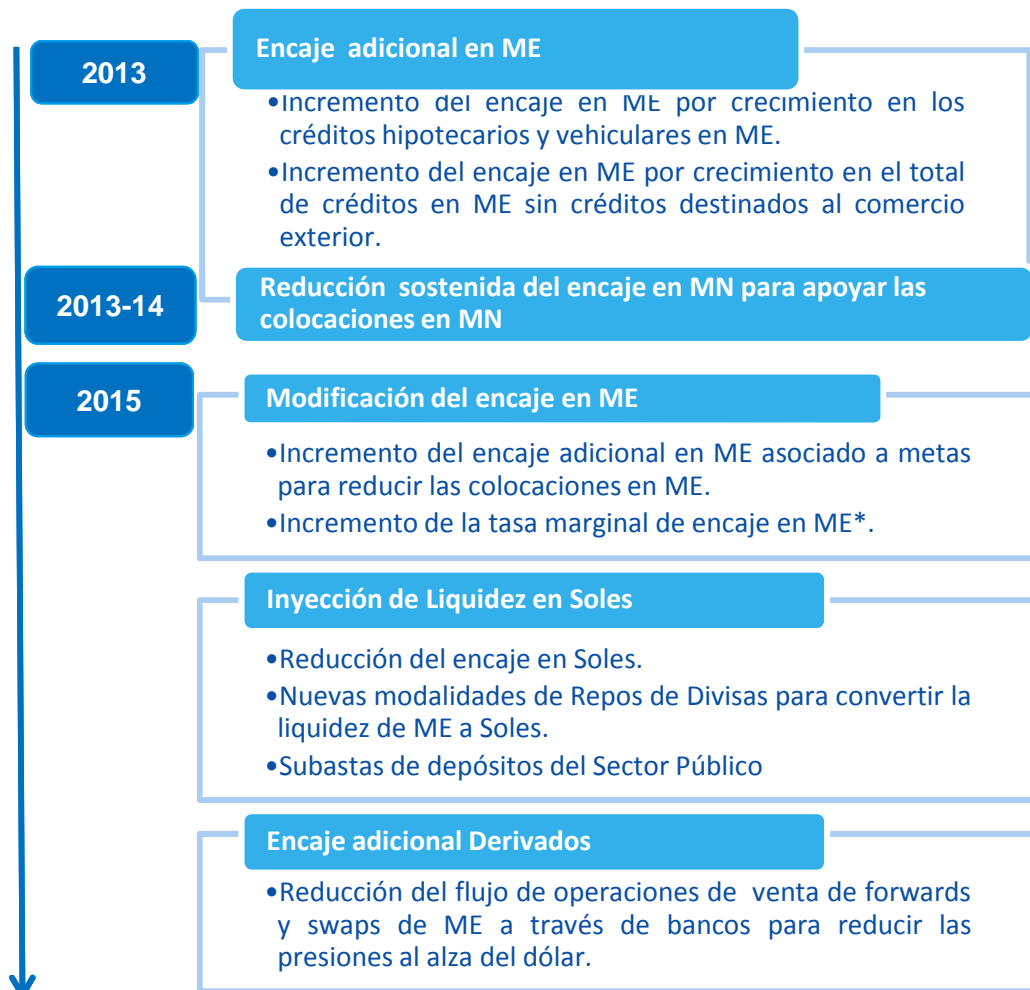 2013
Encaje adicional en ME
•Incremento del encaje en ME por crecimiento en los
créditos hipotecarios y vehiculares en ME.
•Incremento del encaje en ME por crecimiento en el total
de créditos en ME sin créditos destinados al comercio
exterior.
2013-14
Reducción sostenida del encaje en MN para apoyar las
colocaciones en MN
2015
Modificación del encaje en ME
•Incremento del encaje adicional en ME asociado a metas
para reducir las colocaciones en ME.
•Incremento de la tasa marginal de encaje en ME*.
Inyección de Liquidez en Soles
•Reducción del encaje en Soles.
•Nuevas modalidades de Repos de Divisas para convertir la
liquidez de ME a Soles.
•Subastas de depósitos del Sector Público
Encaje adicional Derivados
•Reducción del flujo de operaciones de venta de forwards
y swaps de ME a través de bancos para reducir las
presiones al alza del dólar.